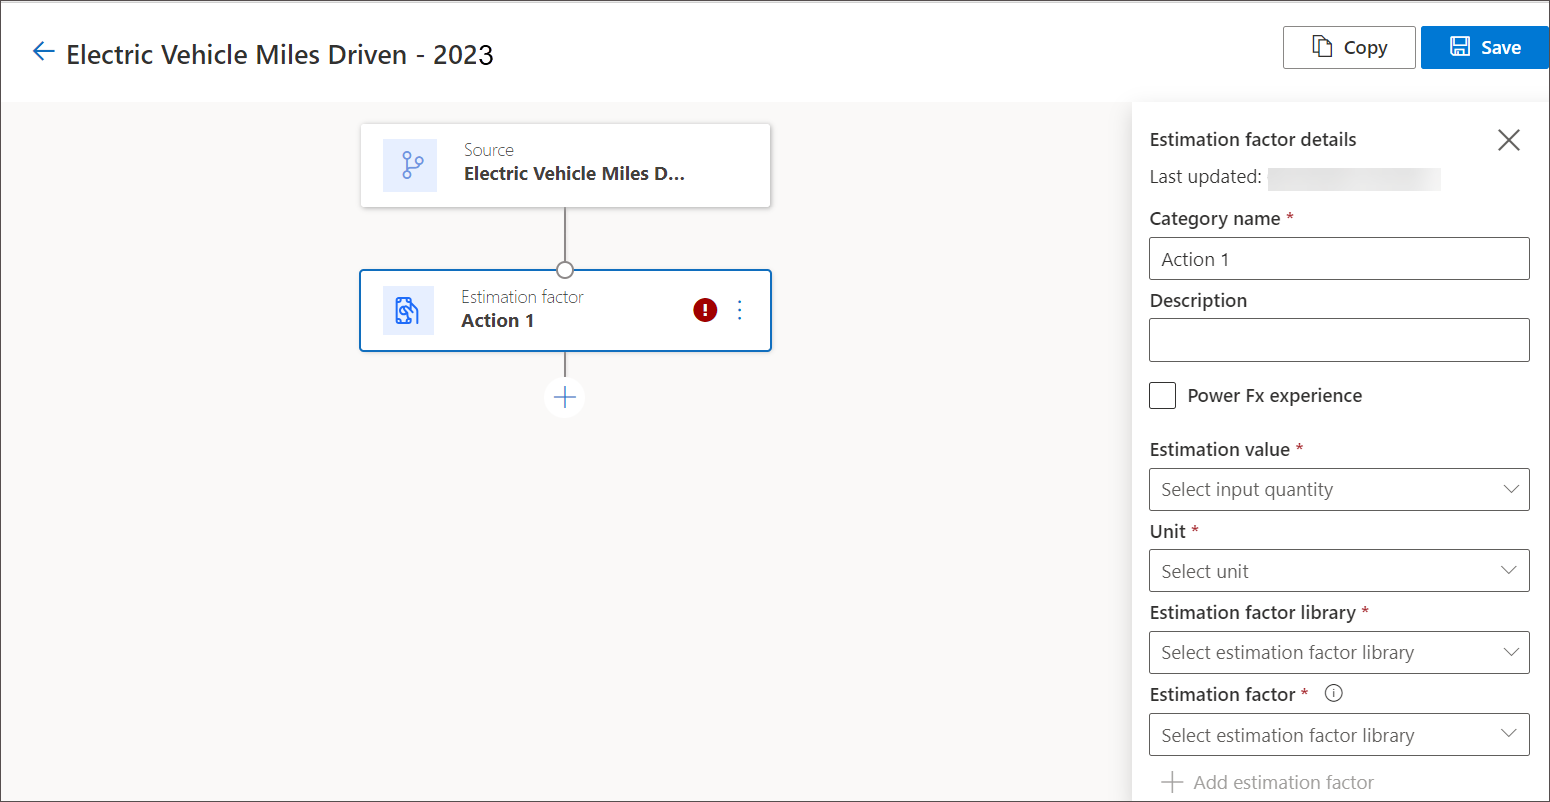 Electric Vehicle Miles Driven - 2023
Copy
Save
Source
Electric Vehicle Miles D...
Estimation factor
Action 1
Estimation factor details
Last updated:
Category name *
Action 1
Description
Power Fx experience
Estimation value *
Select input quantity
Unit *
Select unit
Estimation factor library *
Select estimation factor library
Estimation factor *
Select estimation factor library
Add estimation factor